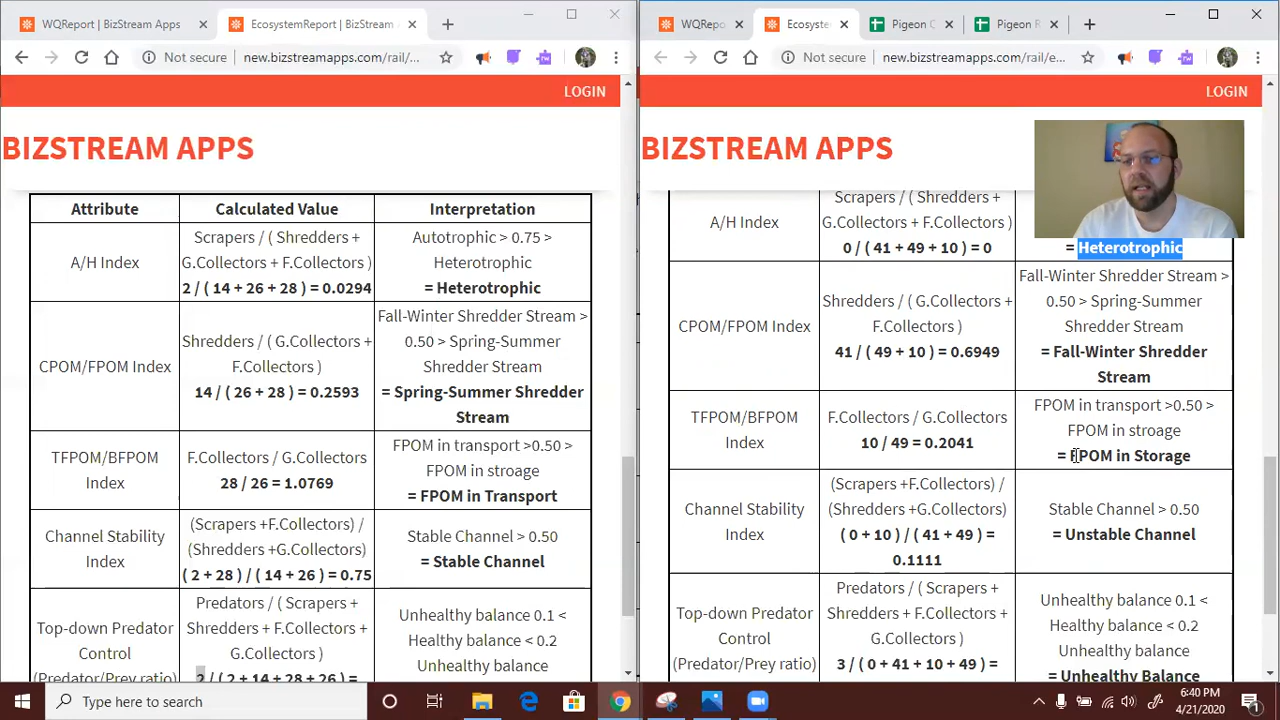 WQReport | BizStream Apps
EcosystemReport | BizStream A
Not secure
new.bizstreamapps.com/rail/...
LOGIN
BIZSTREAM APPS
Attribute
Calculated Value
Interpretation
A/H Index
Scrapers / ( Shredders +
G.Collectors + F.Collectors )
2 / ( 14 + 26 + 28 ) = 0.0294
Autotrophic > 0.75 >
Heterotrophic
= Heterotrophic
CPOM/FPOM Index
Shredders / ( G.Collectors +
F.Collectors )
14 / ( 26 + 28 ) = 0.2593
Fall-Winter Shredder Stream >
0.50 > Spring-Summer
Shredder Stream
= Spring-Summer Shredder
Stream
TFPOM/BFPOM
Index
F.Collectors / G.Collectors
28 / 26 = 1.0769
FPOM in transport >0.50 >
FPOM in stroage
= FPOM in Transport
Channel Stability
Index
(Scrapers +F.Collectors) /
(Shredders +G.Collectors)
( 2 + 28 ) / ( 14 + 26 ) = 0.75
Stable Channel > 0.50
= Stable Channel
Top-down Predator
Control
(Predator/Prey ratio)
Predators / ( Scrapers +
Shredders + F.Collectors +
G.Collectors )
2 / ( 2 + 14 + 28 + 26 ) =
Unhealthy balance 0.1 <
Healthy balance < 0.2
Unhealthy balance
WQRepo
Ecosyste
Pigeon C
Pigeon R
Not secure
new.bizstreamapps.com/rail/e...
LOGIN
BIZSTREAM APPS
A/H Index
Scrapers / ( Shredders +
G.Collectors + F.Collectors )
0 / ( 41 + 49 + 10 ) = 0
= Heterotrophic
CPOM/FPOM Index
Shredders / ( G.Collectors +
F.Collectors )
41 / ( 49 + 10 ) = 0.6949
Fall-Winter Shredder Stream >
0.50 > Spring-Summer
Shredder Stream
= Fall-Winter Shredder
Stream
TFPOM/BFPOM
Index
F.Collectors / G.Collectors
10 / 49 = 0.2041
FPOM in transport >0.50 >
FPOM in stroage
= FPOM in Storage
Channel Stability
Index
(Scrapers +F.Collectors) /
(Shredders +G.Collectors)
( 0 + 10 ) / ( 41 + 49 ) =
0.1111
Stable Channel > 0.50
= Unstable Channel
Top-down Predator
Control
(Predator/Prey ratio)
Predators / ( Scrapers +
Shredders + F.Collectors +
G.Collectors )
3 / ( 0 + 41 + 10 + 49 ) =
Unhealthy balance 0.1 <
Healthy balance < 0.2
Unhealthy balance
= Unhealthy Balance
Type here to search
6:40 PM
4/21/2020